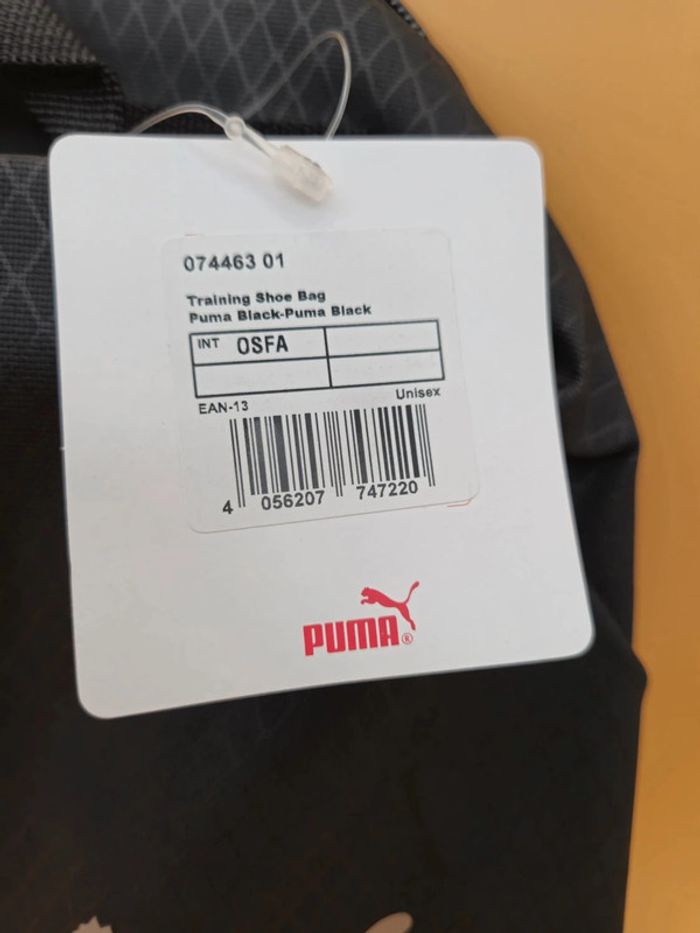 074463 01
Training Shoe Bag
Puma Black-Puma Black
INT OSFA
EAN-13 Unisex
4 056207 747220
PUMA®